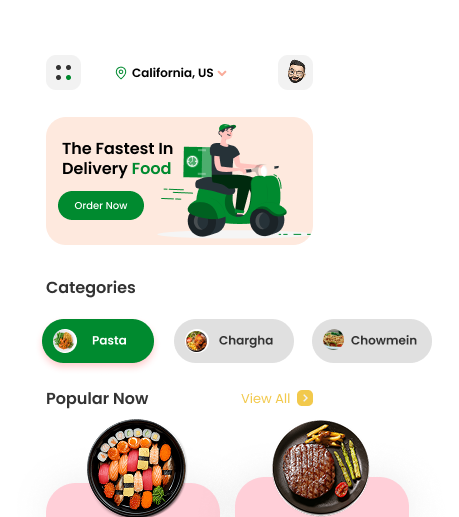 California, US
The Fastest In
Delivery Food
Order Now
Categories
Pasta
Chargha
Chowmein
Popular Now
View All